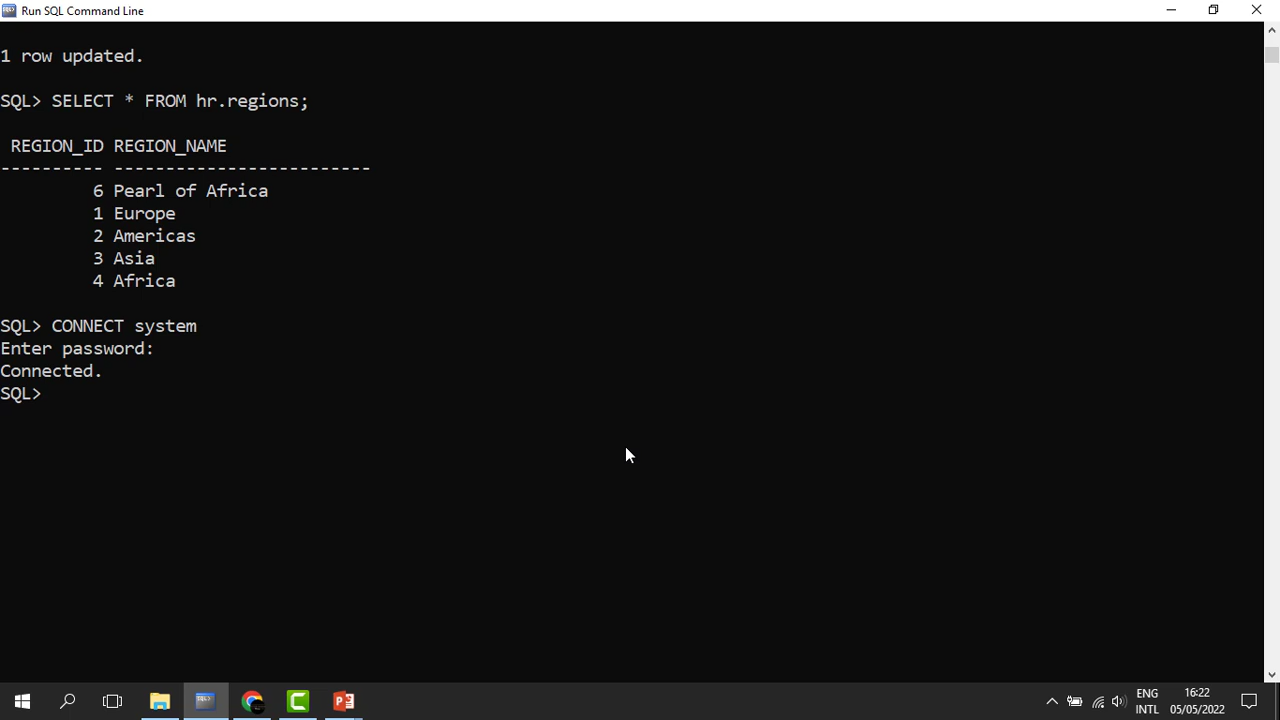 Run SQL Command Line
1 row updated.
SQL> SELECT * FROM hr.regions;
REGION_ID REGION_NAME
---------- -------------------------
6 Pearl of Africa
1 Europe
2 Americas
3 Asia
4 Africa
SQL> CONNECT system
Enter password:
Connected.
SQL>
ENG
INTL
16:22
05/05/2022